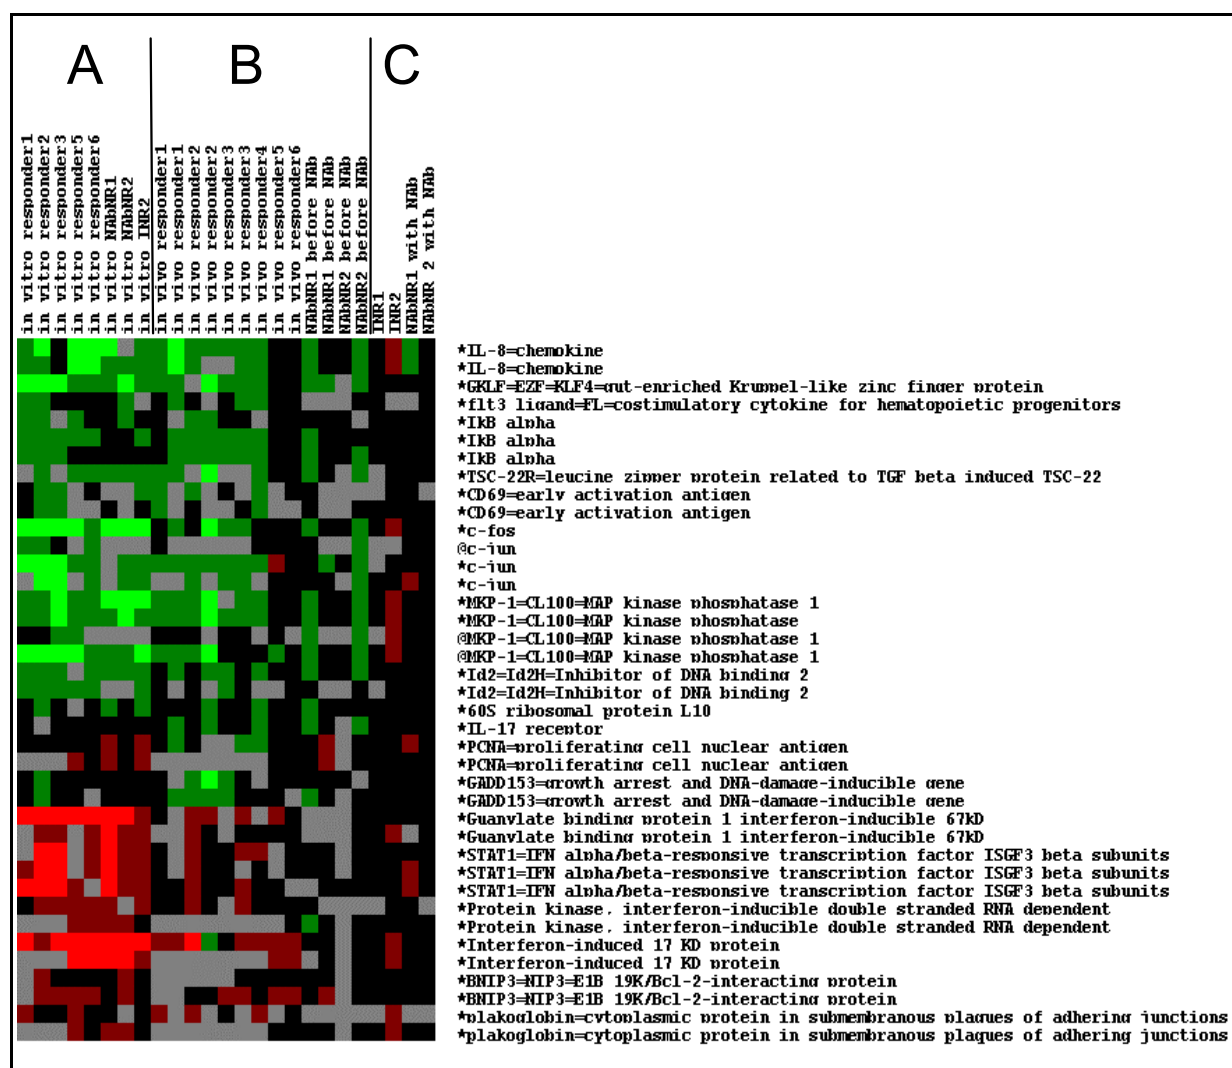 A
B
C
in vitro responder1
in vitro responder2
in vitro responder3
in vitro responder5
in vitro responder6
in vitro NAbNR1
in vitro NAbNR2
in vitro INR2
in vivo responder1
in vivo responder1
in vivo responder2
in vivo responder2
in vivo responder3
in vivo responder3
in vivo responder4
in vivo responder5
in vivo responder6
NAbNR1 before NAb
NAbNR1 before NAb
NAbNR2 before NAb
NAbNR2 before NAb
INR1
INR2
NAbNR1 with NAb
NAbNR 2 with NAb
*IL-8=chemokine
*IL-8=chemokine
*GKLF=EZF=KLF4=gut-enriched Kruppel-like zinc finger protein
*flt3 ligand=FL=costimulatory cytokine for hematopoietic progenitors
*IkB alpha
*IkB alpha
*IkB alpha
*TSC-22R=leucine zipper protein related to TGF beta induced TSC-22
*CD69=early activation antigen
*CD69=early activation antigen
*c-fos
@c-jun
*c-jun
*c-jun
*MKP-1=CL100=MAP kinase phosphatase 1
*MKP-1=CL100=MAP kinase phosphatase
@MKP-1=CL100=MAP kinase phosphatase 1
@MKP-1=CL100=MAP kinase phosphatase 1
*Id2=Id2H=Inhibitor of DNA binding 2
*Id2=Id2H=Inhibitor of DNA binding 2
*60S ribosomal protein L10
*IL-17 receptor
*PCNA=proliferating cell nuclear antigen
*PCNA=proliferating cell nuclear antigen
*GADD153=growth arrest and DNA-damage-inducible gene
*GADD153=growth arrest and DNA-damage-inducible gene
*Guanylate binding protein 1 interferon-inducible 67kD
*Guanylate binding protein 1 interferon-inducible 67kD
*STAT1=IFN alpha/beta-responsive transcription factor ISGF3 beta subunits
*STAT1=IFN alpha/beta-responsive transcription factor ISGF3 beta subunits
*STAT1=IFN alpha/beta-responsive transcription factor ISGF3 beta subunits
*Protein kinase, interferon-inducible double stranded RNA dependent
*Protein kinase, interferon-inducible double stranded RNA dependent
*Interferon-induced 17 KD protein
*Interferon-induced 17 KD protein
*BNIP3=NIP3=E1B 19K/Bcl-2-interacting protein
*BNIP3=NIP3=E1B 19K/Bcl-2-interacting protein
*plakoglobin=cytoplasmic protein in submembranous plaques of adhering junctions
*plakoglobin=cytoplasmic protein in submembranous plaques of adhering junctions